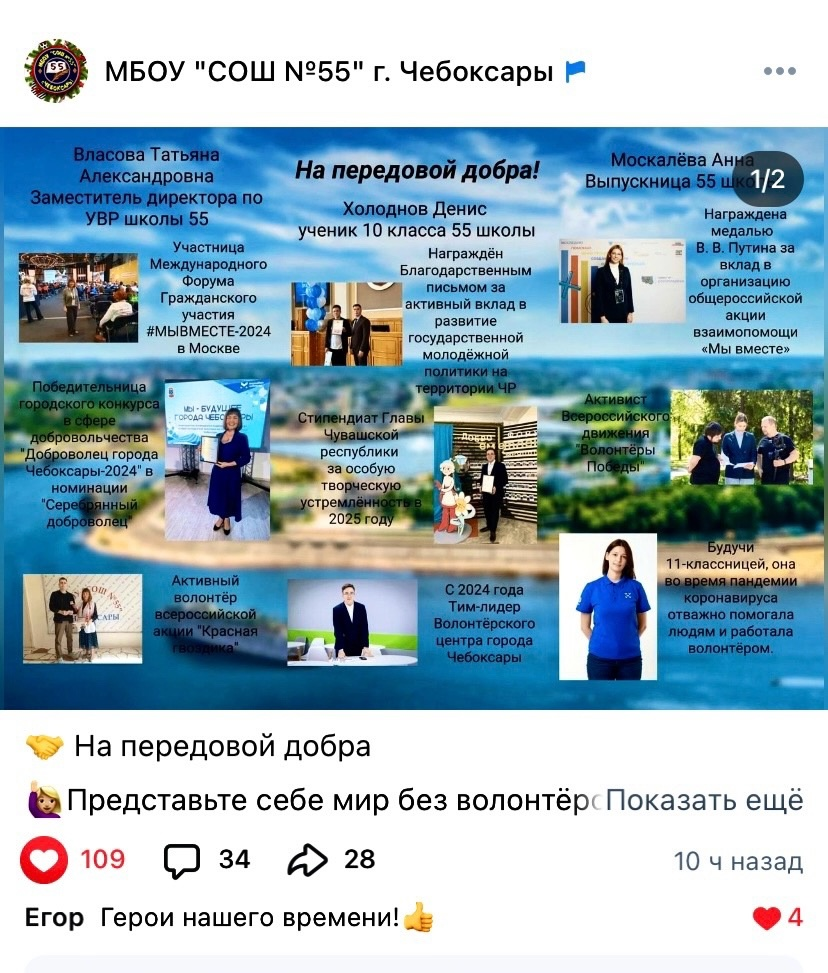 МБОУ "СОШ №55" г. Чебоксары
Власова Татьяна
Александровна
Заместитель директора по
УВР школы 55
Участница
Международного
Форума
Гражданского
участия
#МЫВМЕСТЕ-2024
в Москве
Победительница
городского конкурса
в сфере
добровольчества
"Доброволец города
Чебоксары-2024" в
номинации
"Серебрянный
доброволец"
МЫ - БУДУЩЕЕ
ГОРОДА ЧЕБОКСАРЫ
Активный
волонтёр
всероссийской
акции "Красная
гвоздика"
На передовой добра!
Холоднов Денис
ученик 10 класса 55 школы
Награждён
Благодарственным
письмом за
активный вклад в
развитие
государственной
молодёжной
политики на
территории ЧР
Стипендиат Главы
Чувашской
республики
за особую
творческую
устремлённость в
2025 году
С 2024 года
Тим-лидер
Волонтёрского
центра города
Чебоксары
Москалёва Анна
Выпускница 55
1/2
Награждена
медалью
В. В. Путина за
вклад в
организацию
общероссийской
акции
взаимопомощи
«Мы вместе»
Активист
Всероссийского
движения
"Волонтёры
Победы"
Будучи
11-классницей, она
во время пандемии
коронавируса
отважно помогала
людям и работала
волонтёром.
🤝 На передовой добра
🙋🏼‍♀️Представьте себе мир без волонтёр Показать ещё
109 34 28 10 ч назад
Егор Герои нашего времени!👍 4